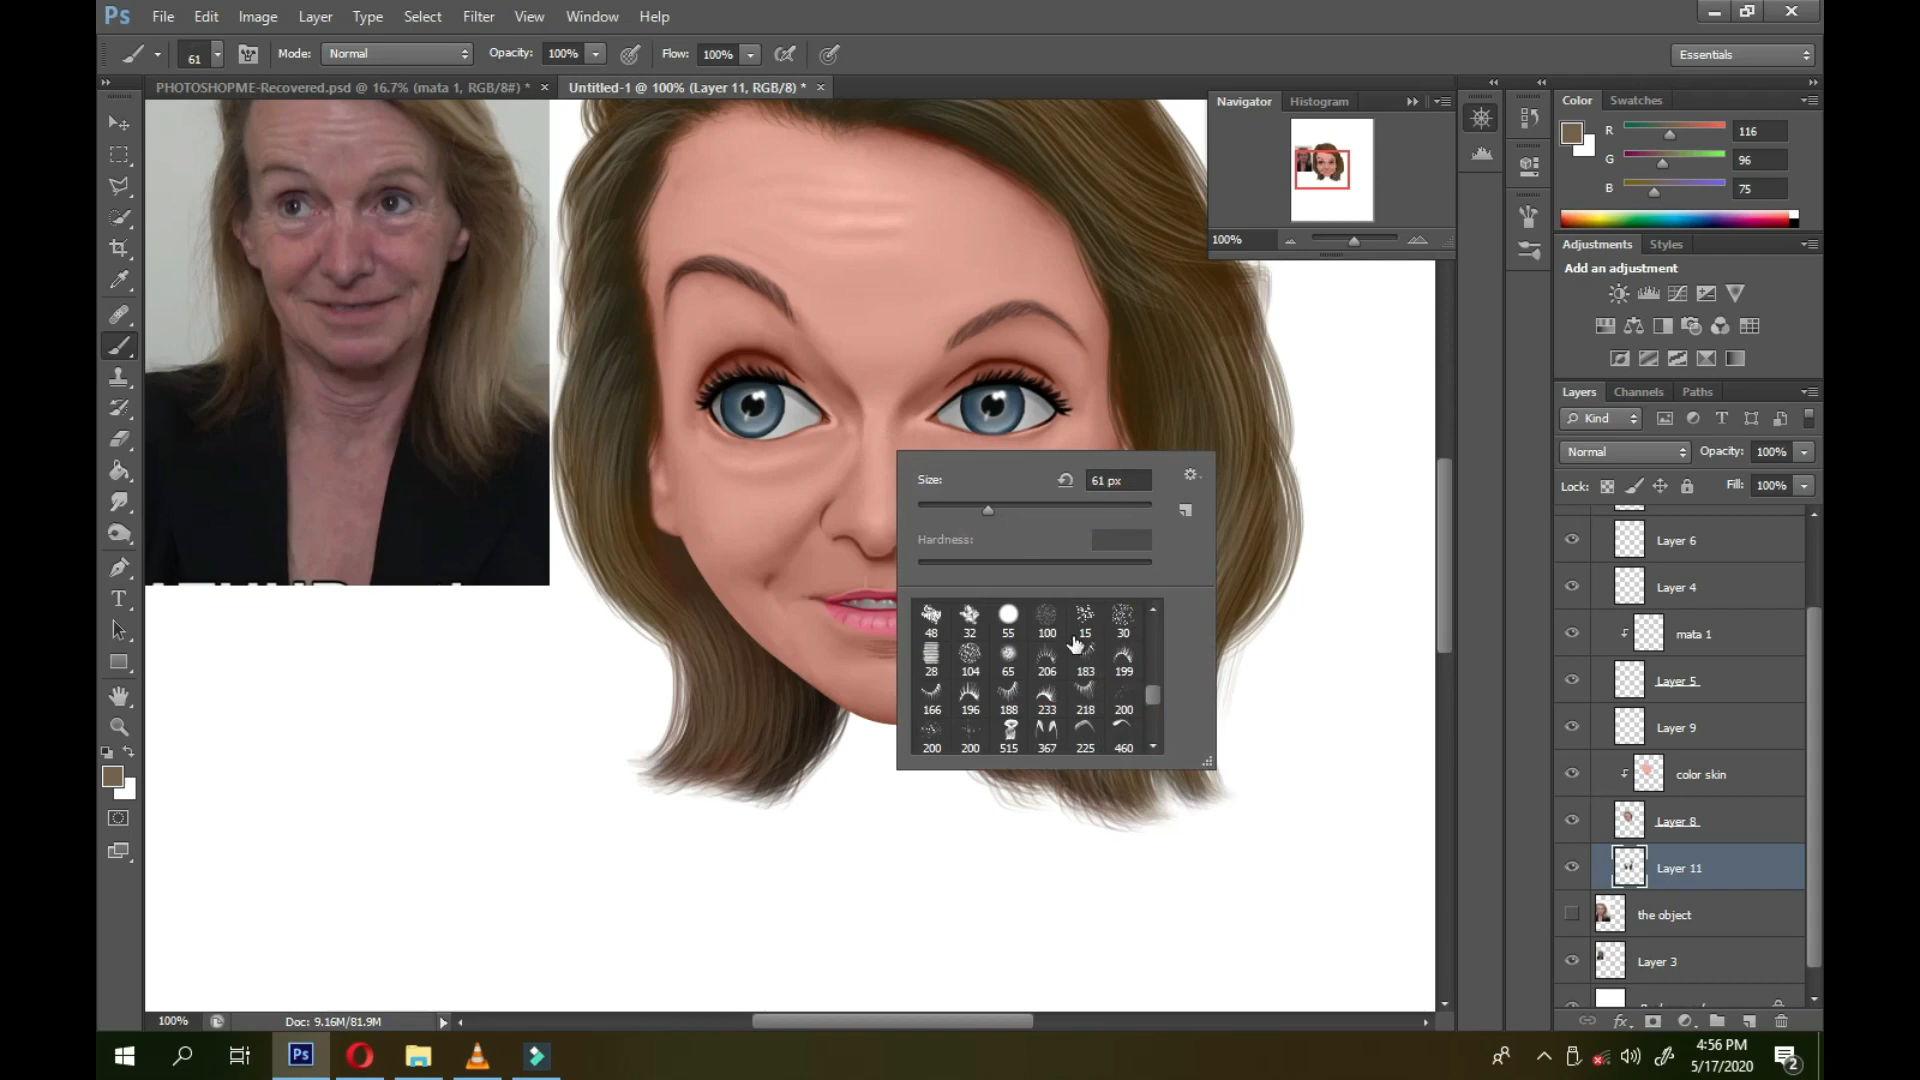 Ps File Edit Image Layer Type Select Filter View Window Help
61 Mode: Normal Opacity: 100% Flow: 100% Essentials
PHOTOSHOPME-Recovered.psd @ 16.7% (mata 1, RGB/8#) * × Untitled-1 @ 100% (Layer 11, RGB/8) * ×
Navigator Histogram
100%
Color Swatches
R 116
G 96
B 75
Adjustments Styles
Add an adjustment
Layers Channels Paths
Kind
Normal Opacity: 100%
Lock: Fill: 100%
Layer 6
Layer 4
mata 1
Layer 5
Layer 9
color skin
Layer 8
Layer 11
the object
Layer 3
Size: 61 px
Hardness:
48 32 55 100 15 30
28 104 65 206 183 199
166 196 188 233 218 200
200 200 515 367 225 460
100% Doc: 9.16M/81.9M
Ps
4:56 PM
5/17/2020
2